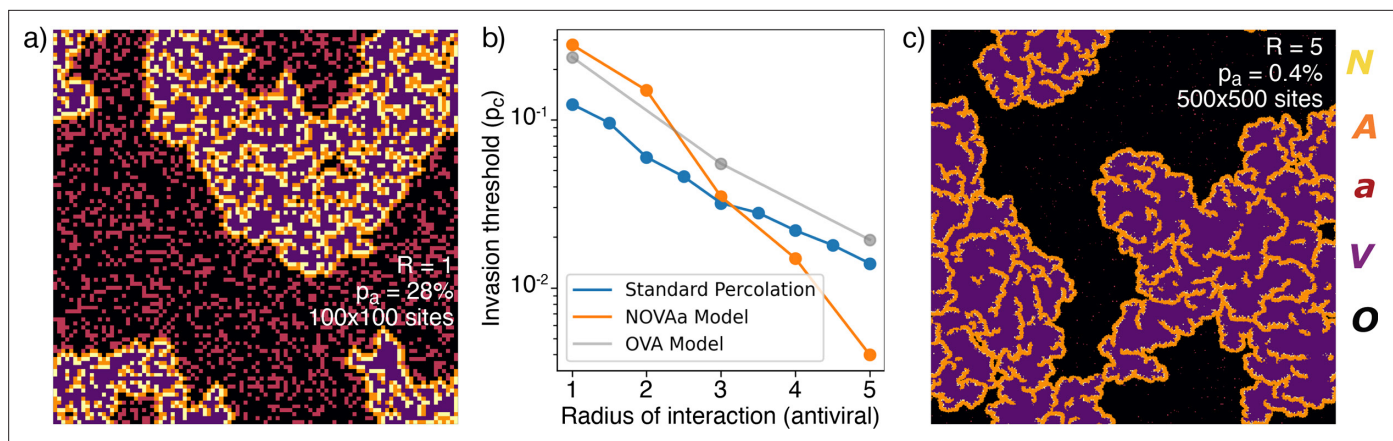 a)
R = 1
pa = 28%
100x100 sites
b)
Invasion threshold (pc)
10⁻¹
10⁻²
Standard Percolation
NOVAa Model
OVA Model
1 2 3 4 5
Radius of interaction (antiviral)
c)
R = 5
pa = 0.4%
500x500 sites
N
A
a
V
O